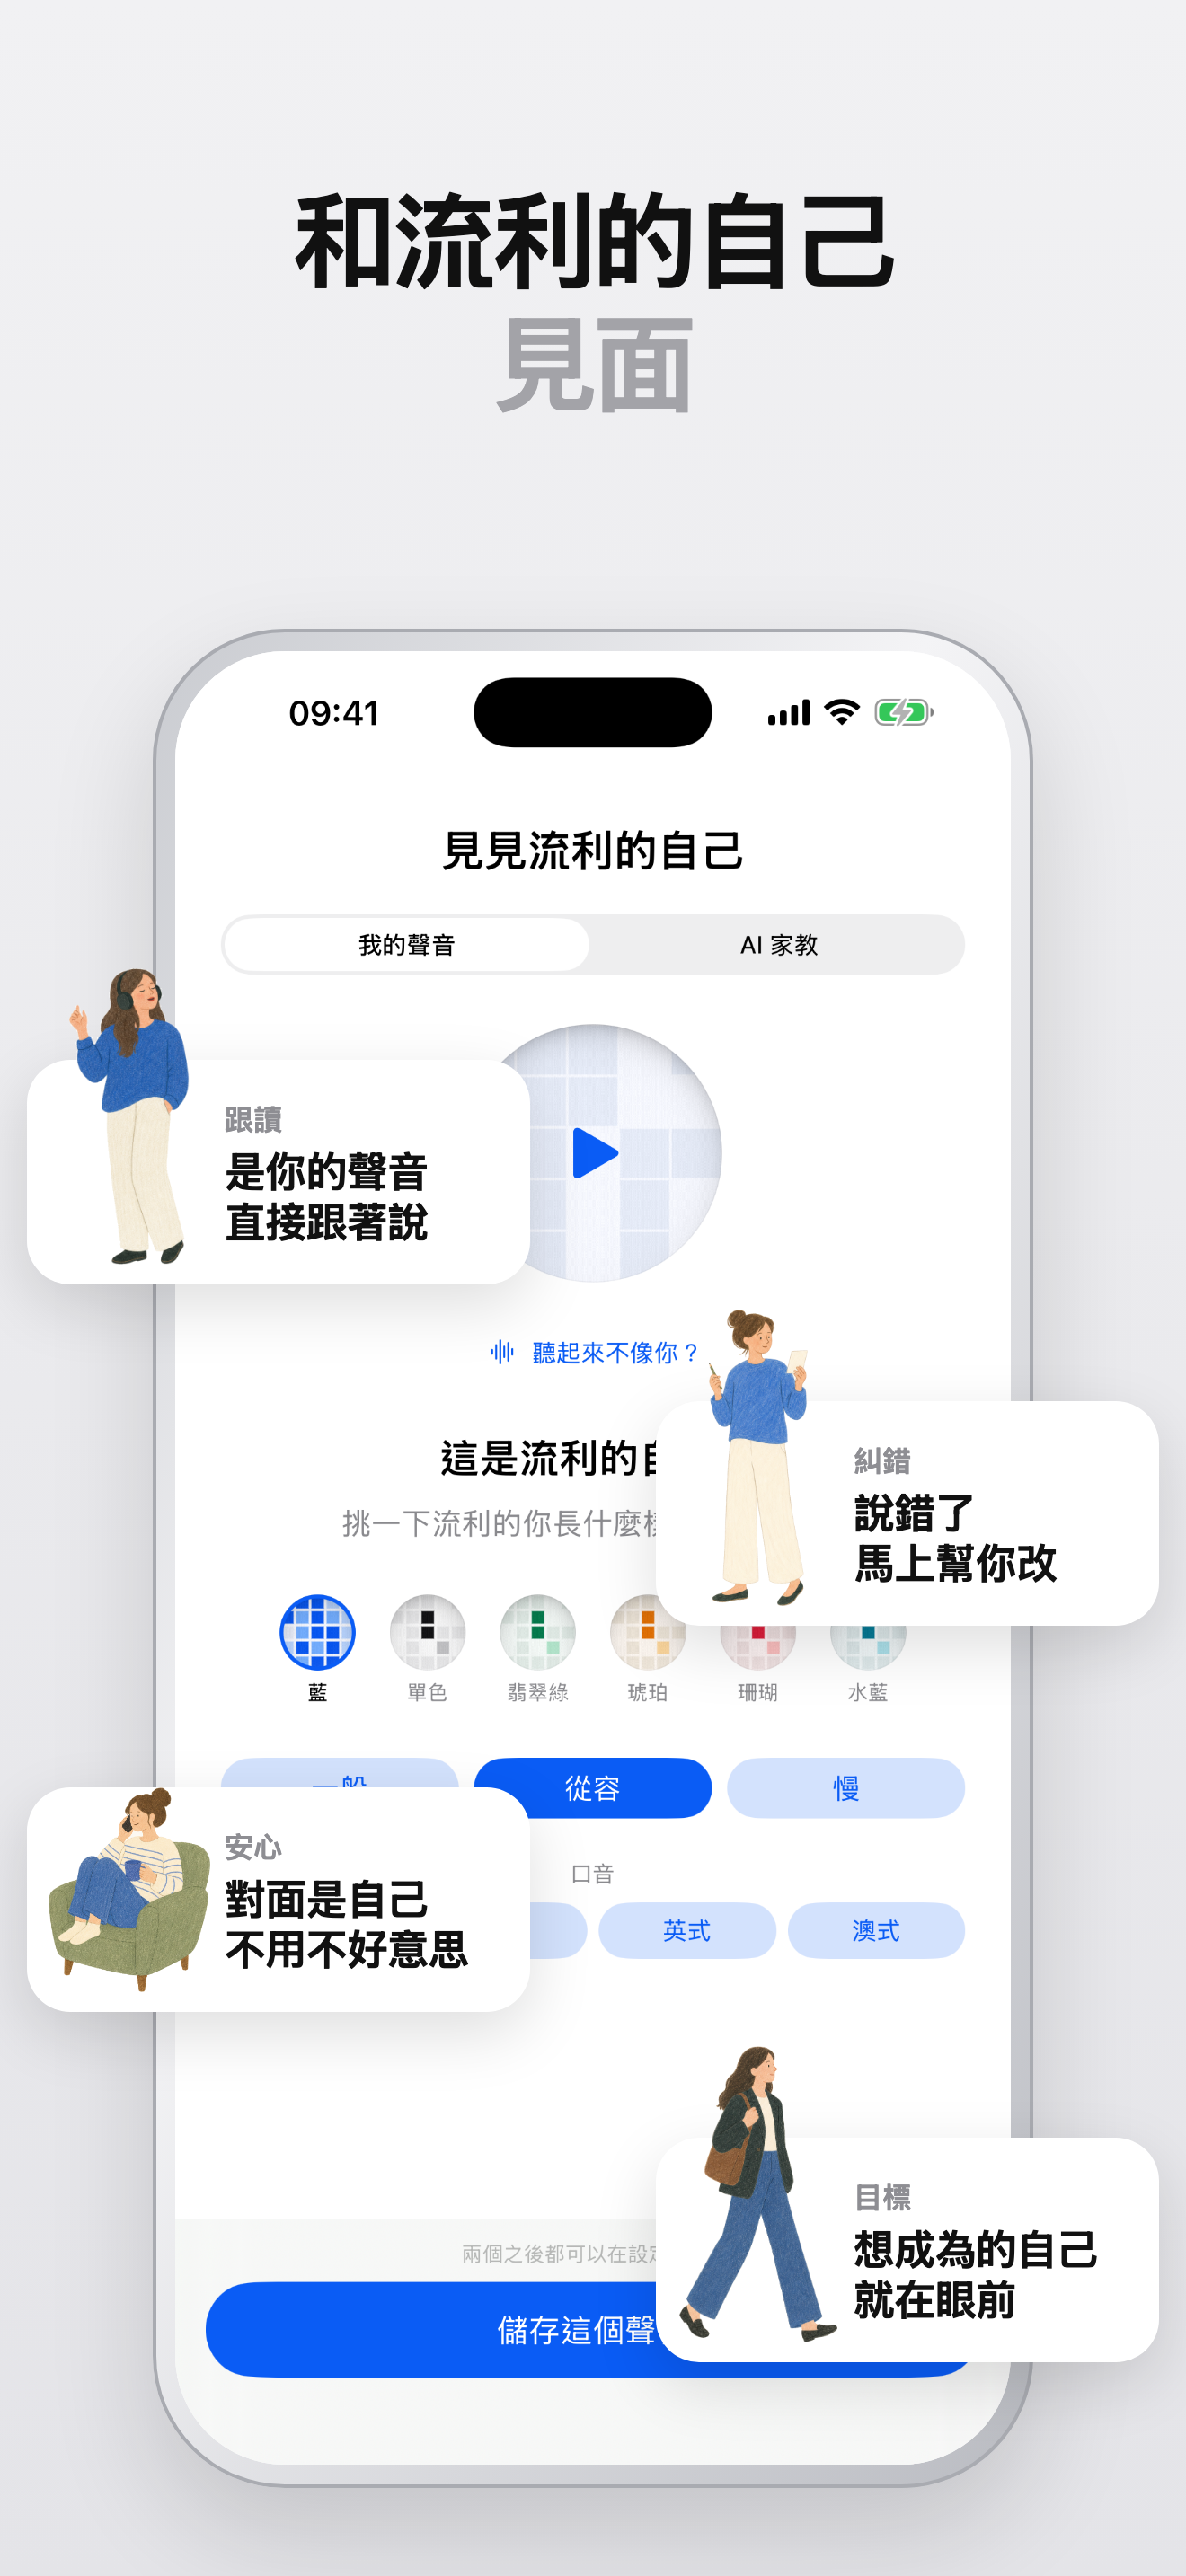 和流利的自己
見面
09:41
見見流利的自己
我的聲音
AI 家教
跟讀
是你的聲音
直接跟著說
聽起來不像你？
糾錯
說錯了
馬上幫你改
這是流利的
挑一下流利的你長什麼
藍
單色
翡翠綠
琥珀
珊瑚
水藍
從容
慢
安心
對面是自己
不用不好意思
口音
英式
澳式
目標
想成為的自己
就在眼前
兩個之後都可以在設
儲存這個聲